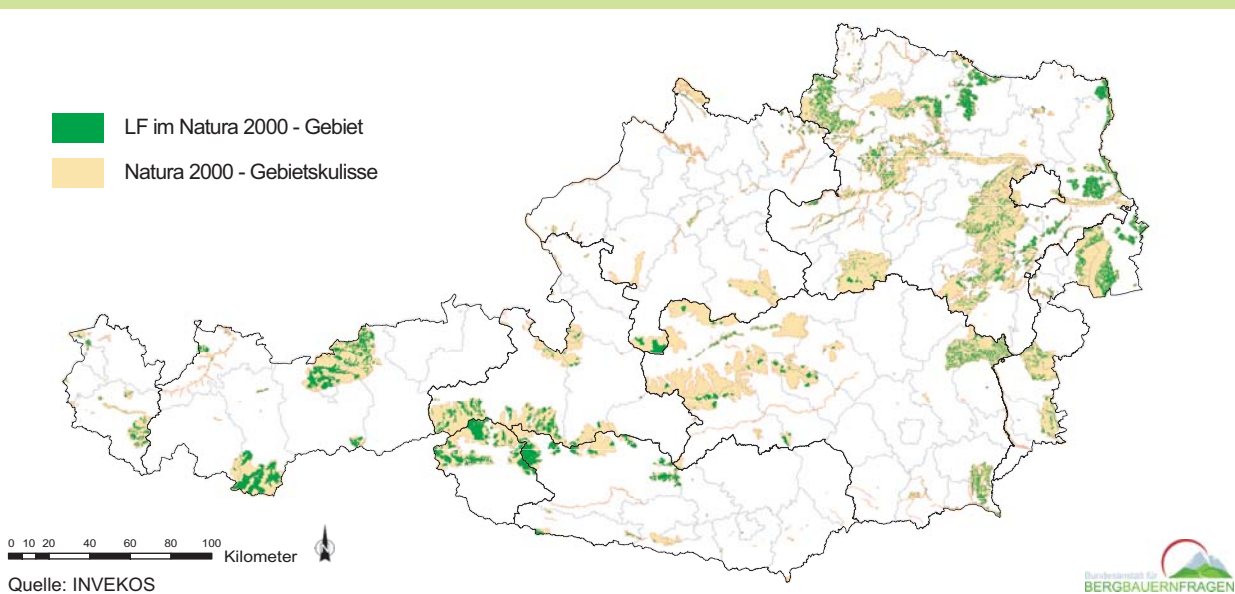 LF im Natura 2000 - Gebiet
Natura 2000 - Gebietskulisse
0 10 20 40 60 80 100
Kilometer
Quelle: INVEKOS
Bundesanstalt für
BERGBAUERNFRAGEN